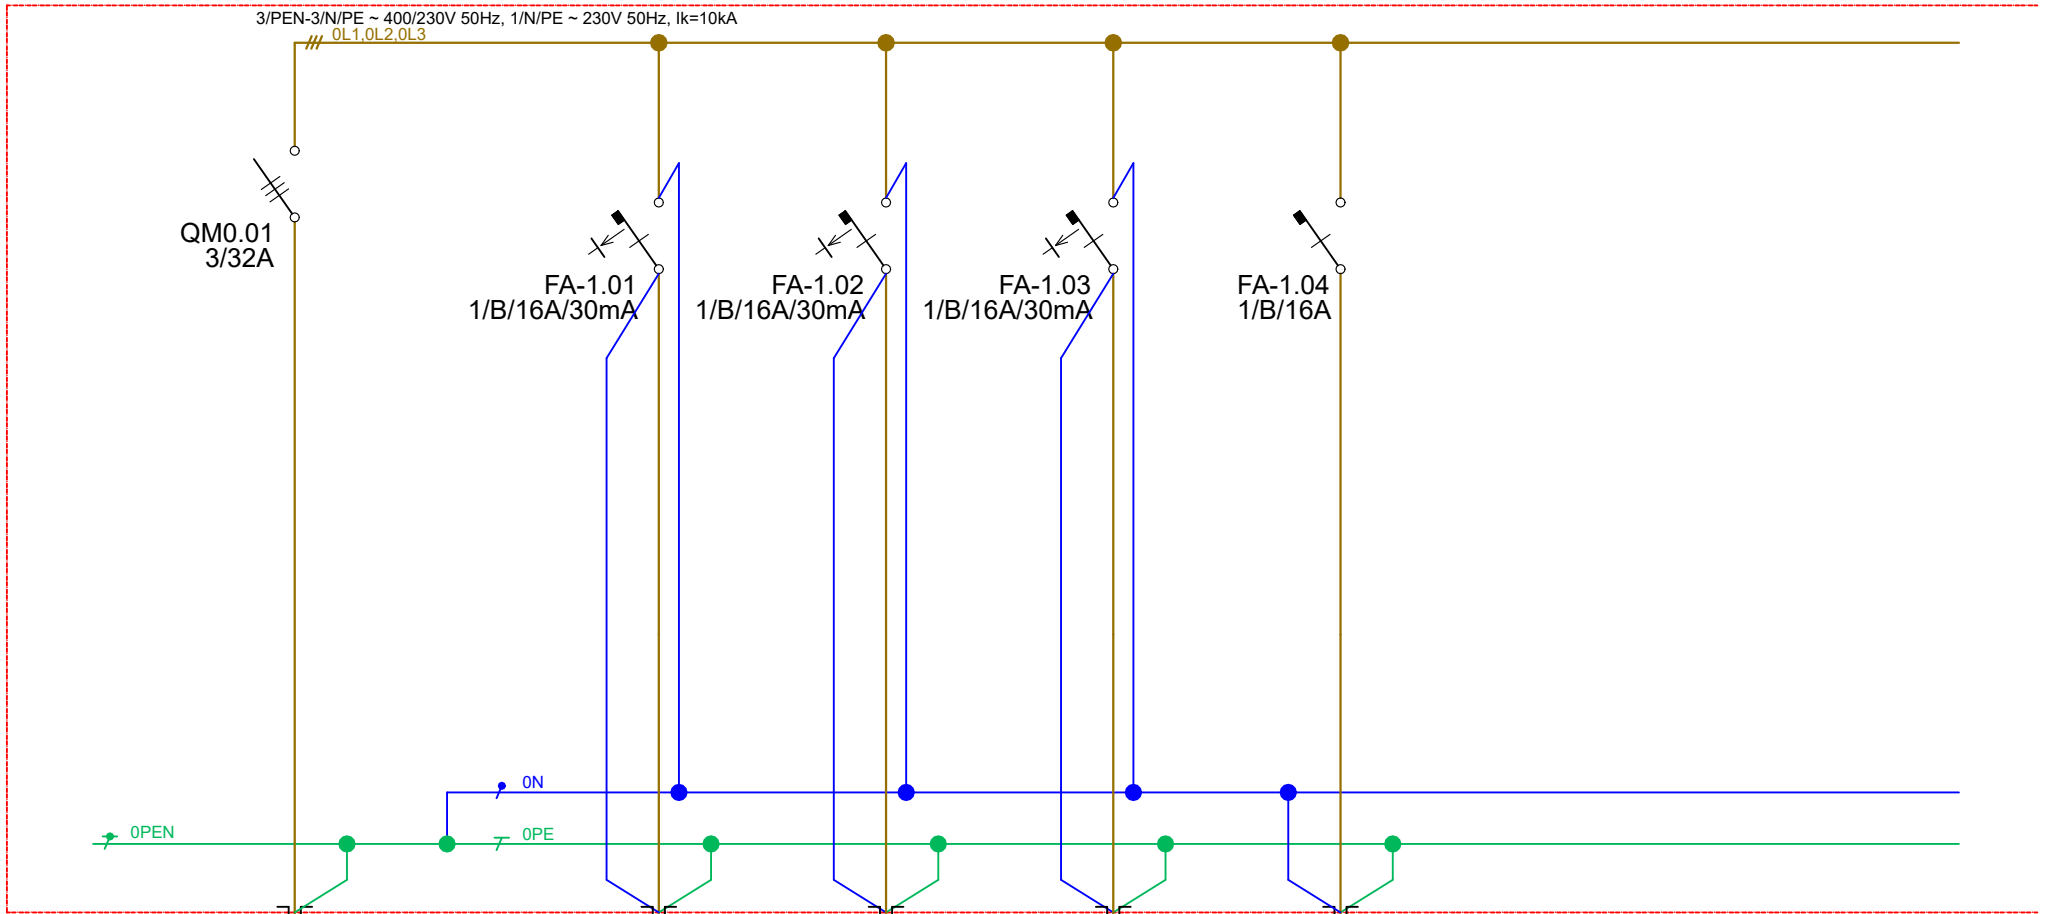 3/PEN-3/N/PE ~ 400/230V 50Hz, 1/N/PE ~ 230V 50Hz, Ik=10kA
0L1,0L2,0L3
QM0.01
3/32A
FA-1.01
1/B/16A/30mA
FA-1.02
1/B/16A/30mA
FA-1.03
1/B/16A/30mA
FA-1.04
1/B/16A
0N
0PEN
0PE